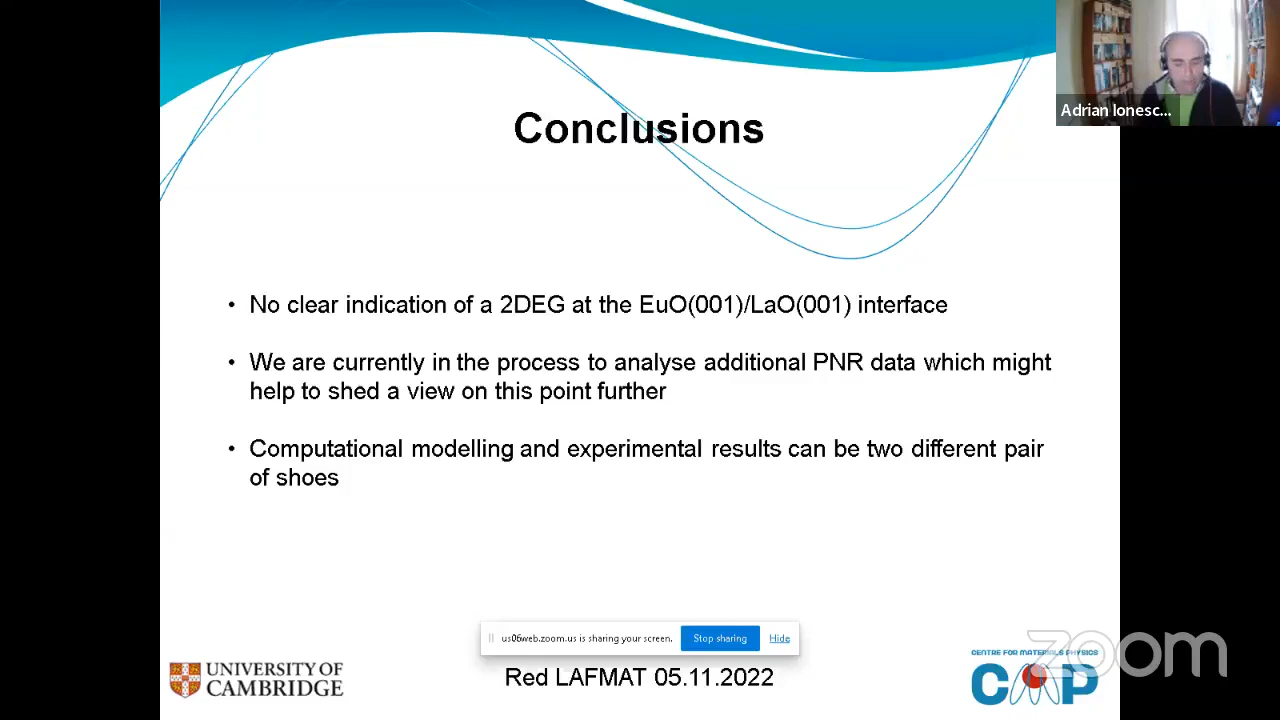 Adrian Ionesc...
Conclusions
• No clear indication of a 2DEG at the EuO(001)/LaO(001) interface
• We are currently in the process to analyse additional PNR data which might
help to shed a view on this point further
• Computational modelling and experimental results can be two different pair
of shoes
us06web.zoom.us is sharing your screen.
Stop sharing
Hide
UNIVERSITY OF
CAMBRIDGE
Red LAFMAT 05.11.2022
CENTRE FOR MATERIALS PHYSICS
CMP
zoom